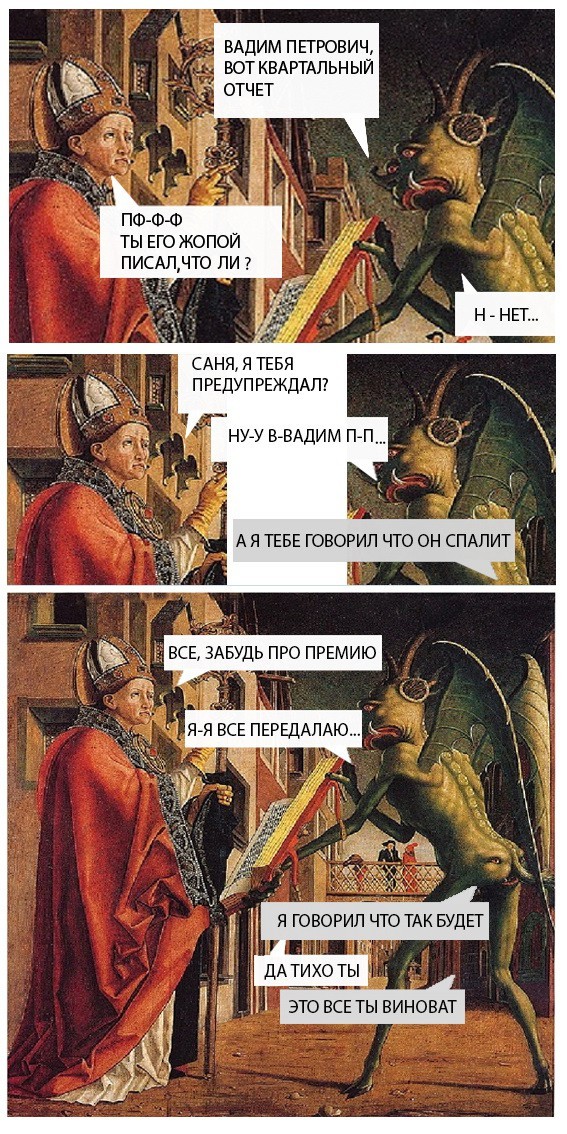 ВАДИМ ПЕТРОВИЧ,
ВОТ КВАРТАЛЬНЫЙ
ОТЧЕТ
ПФ-Ф-Ф
ТЫ ЕГО ЖОПОЙ
ПИСАЛ,ЧТО ЛИ ?
Н - НЕТ...
САНЯ, Я ТЕБЯ
ПРЕДУПРЕЖДАЛ?
НУ-У В-ВАДИМ П-П...
А Я ТЕБЕ ГОВОРИЛ ЧТО ОН СПАЛИТ
ВСЕ, ЗАБУДЬ ПРО ПРЕМИЮ
Я-Я ВСЕ ПЕРЕДАЛАЮ...
Я ГОВОРИЛ ЧТО ТАК БУДЕТ
ДА ТИХО ТЫ
ЭТО ВСЕ ТЫ ВИНОВАТ